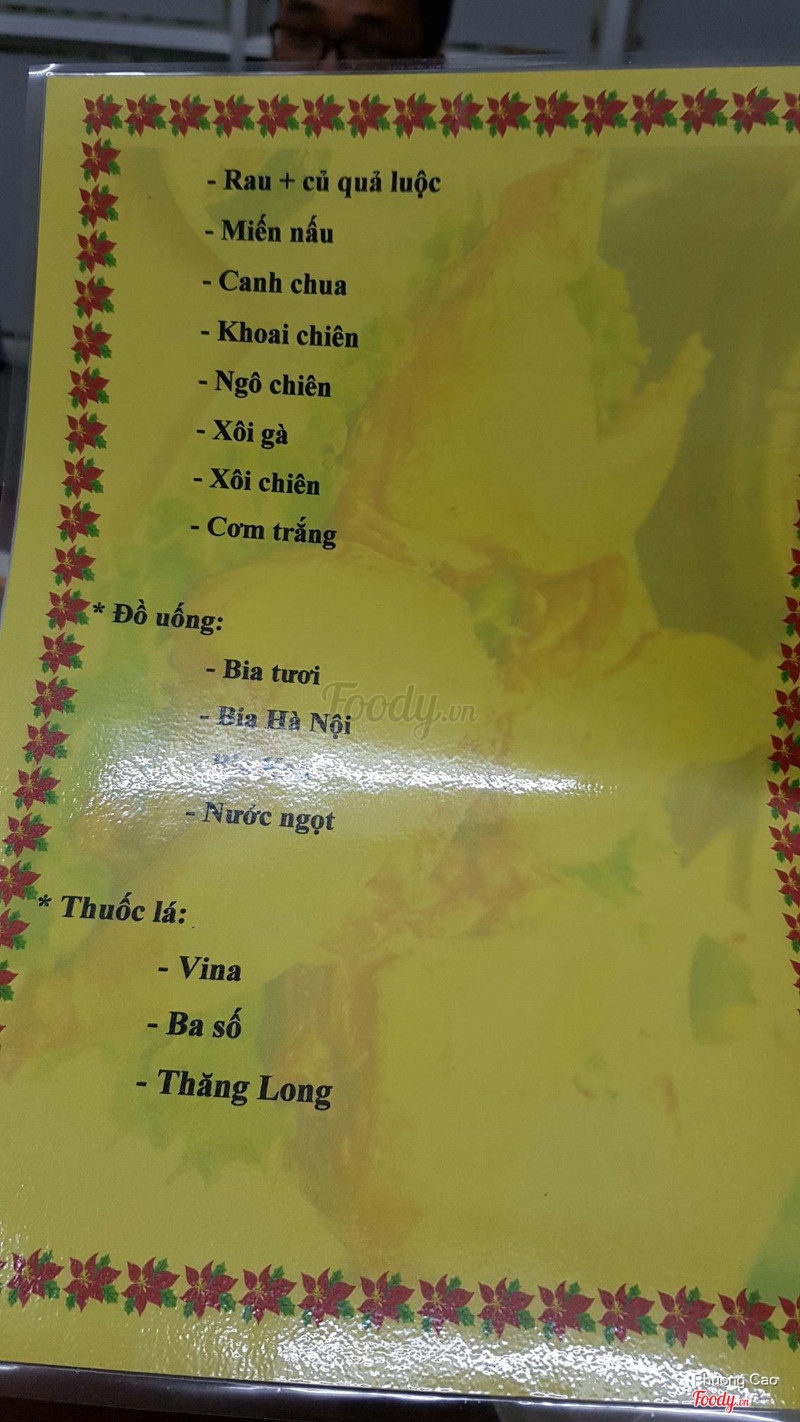 - Rau + củ quả luộc
- Miến nấu
- Canh chua
- Khoai chiên
- Ngô chiên
- Xôi gà
- Xôi chiên
- Cơm trắng
* Đồ uống:
- Bia tươi
- Bia Hà Nội
- Nước ngọt
* Thuốc lá:
- Vina
- Ba số
- Thăng Long
Foody.vn
Phuong Cao
Foody.vn